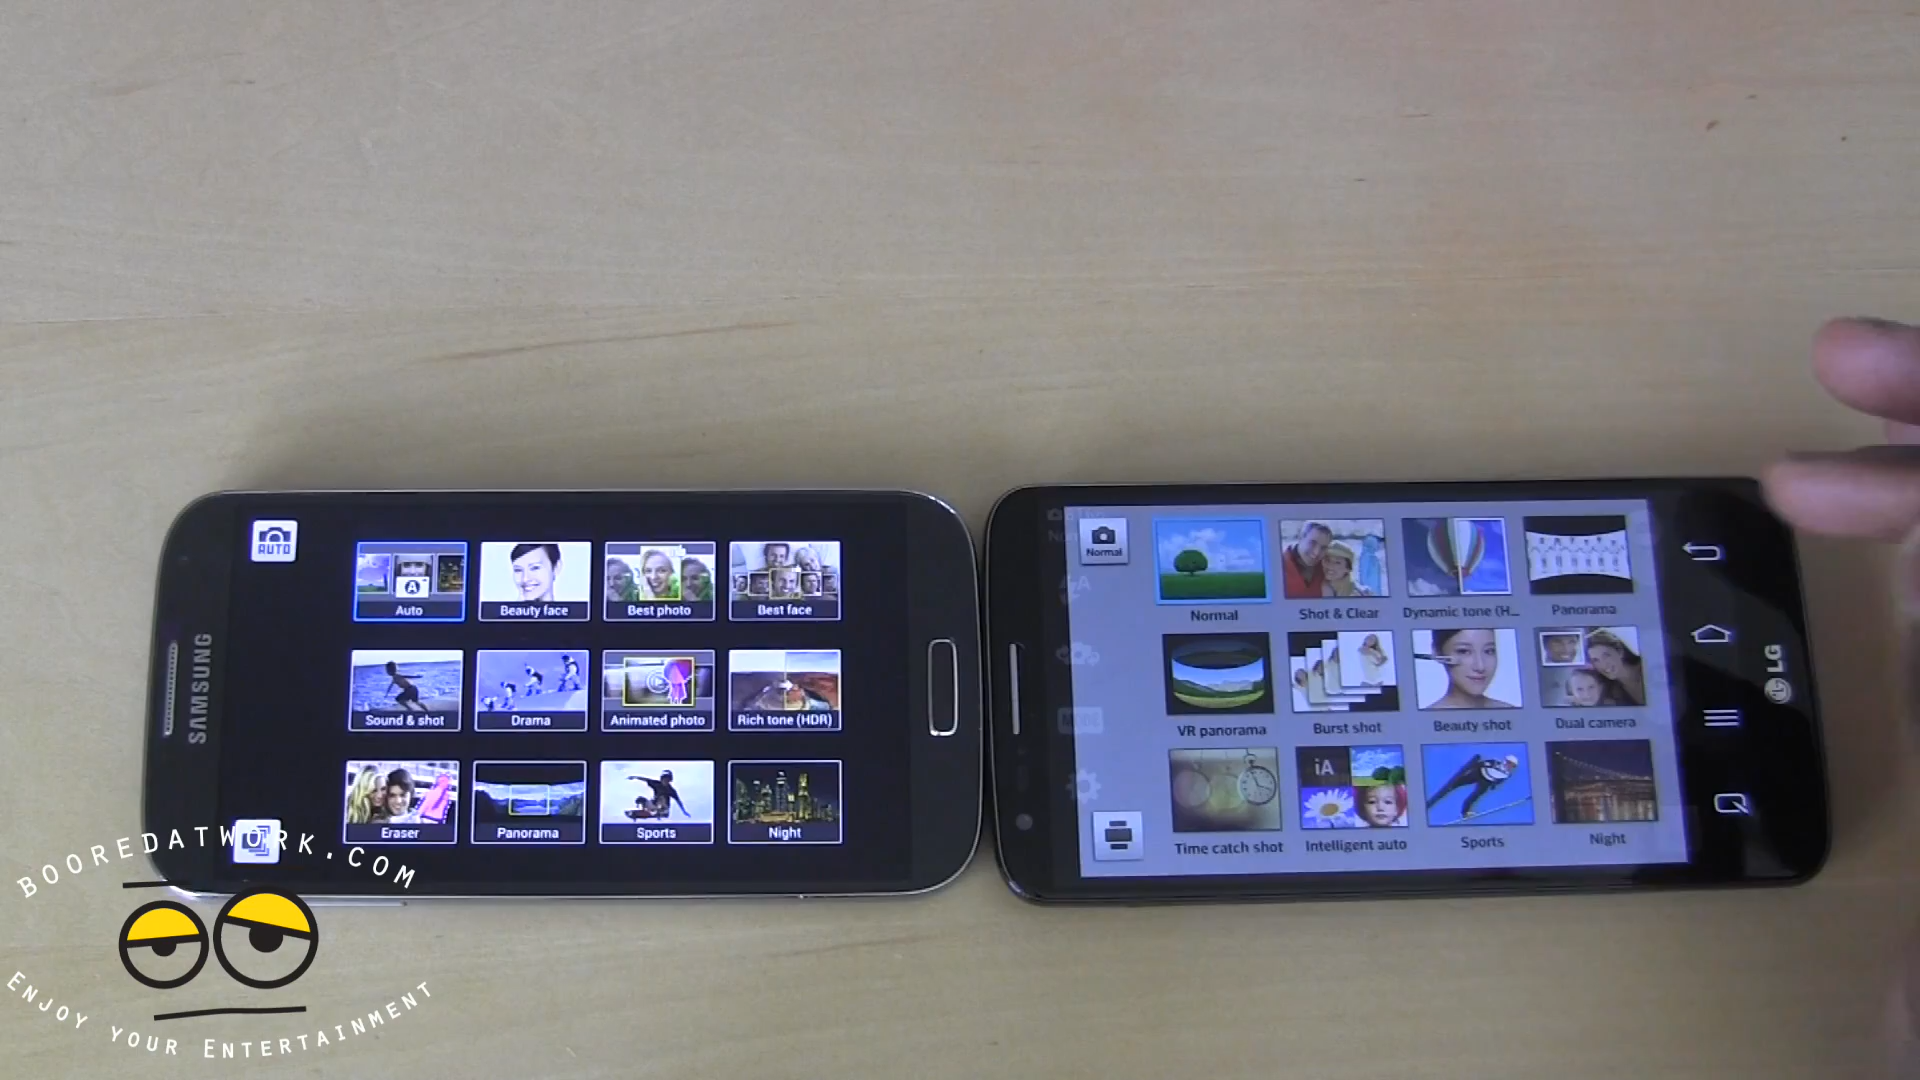 AUTO
SAMSUNG
Auto
Beauty face
Best photo
Best face
Sound & shot
Drama
Animated photo
Rich tone (HDR)
Eraser
Panorama
Sports
Night
Normal
MODE
Normal
Shot & Clear
Dynamic tone (H...
Panorama
VR panorama
Burst shot
Beauty shot
Dual camera
iA
Time catch shot
Intelligent auto
Sports
Night
LG
BOOREDATWORK.COM
ENJOY YOUR ENTERTAINMENT